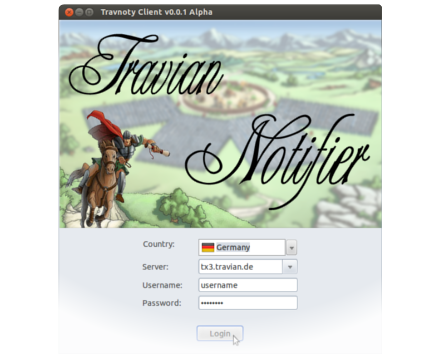 Travnoty Client v0.0.1 Alpha
Travian
Notifier
Country: Germany
Server: tx3.travian.de
Username: username
Password: ••••••••
Login